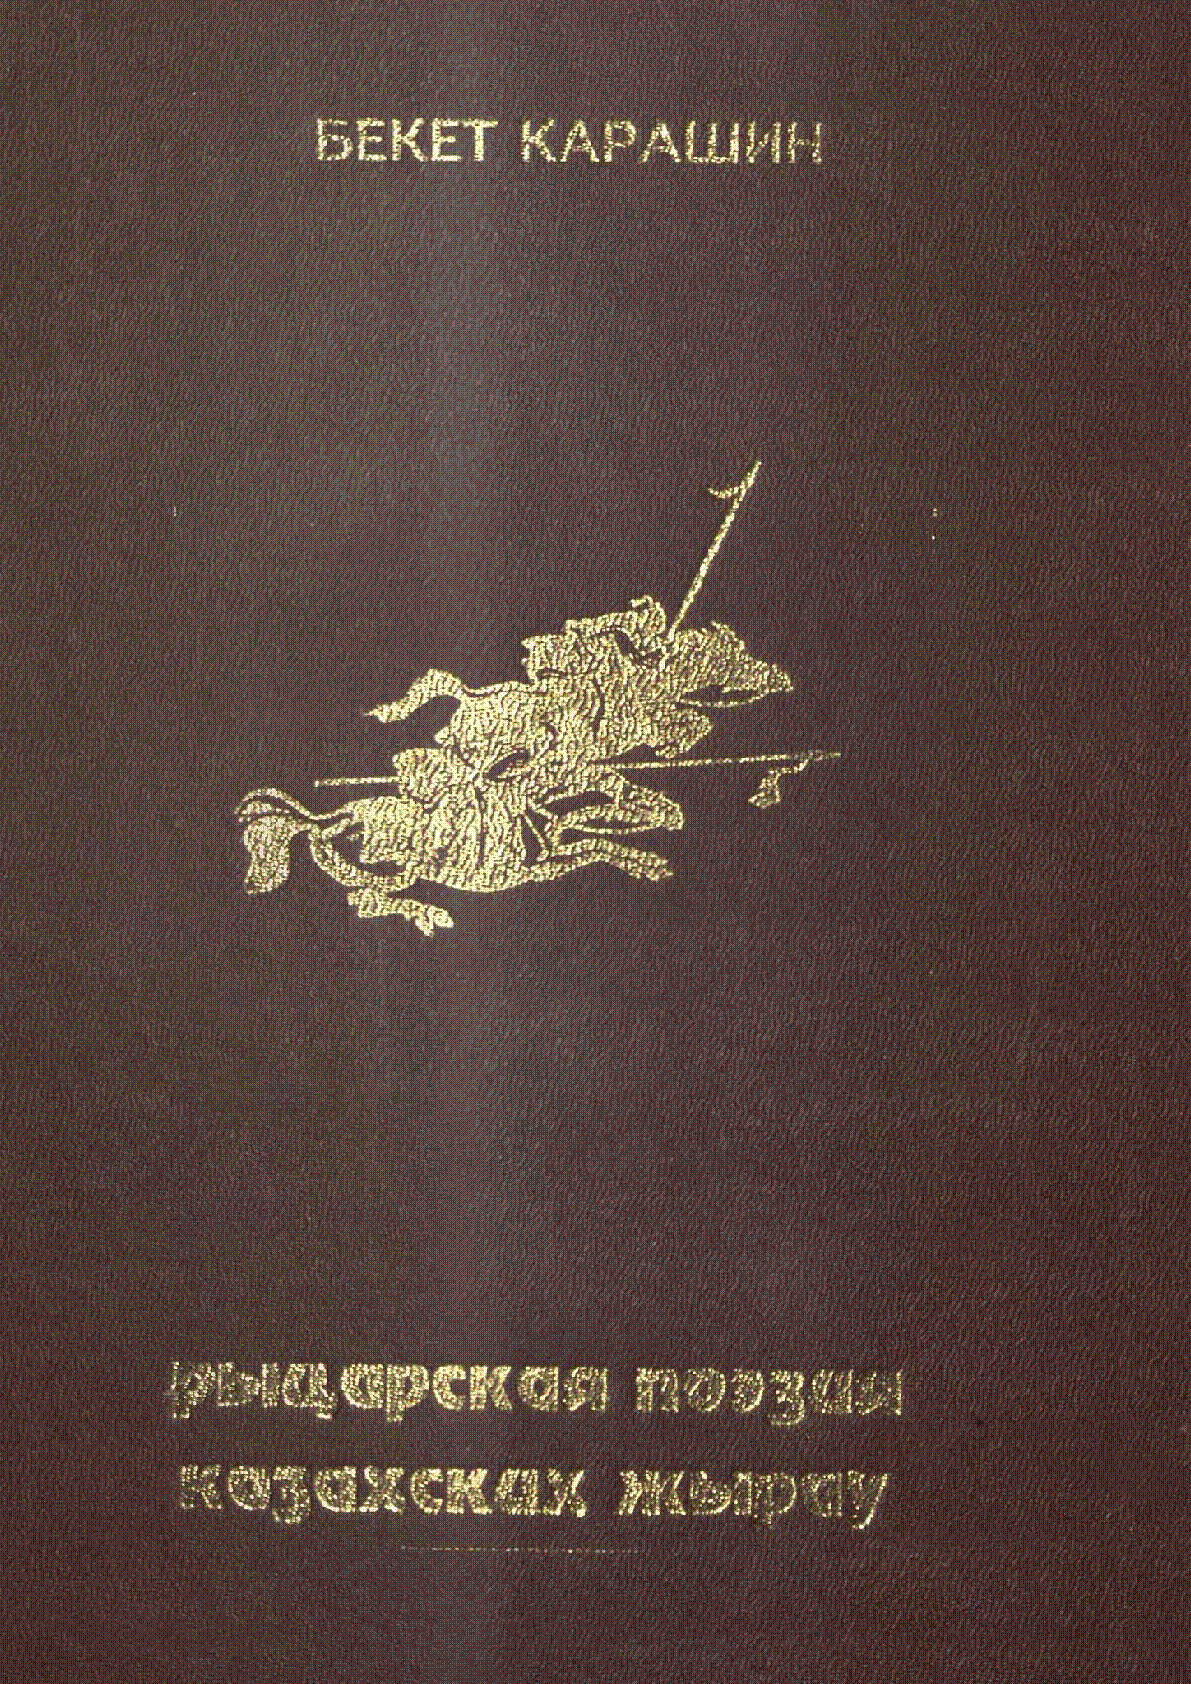 БЕКЕТ КАРАШИН
рыцарская поэзия
казахских жырау